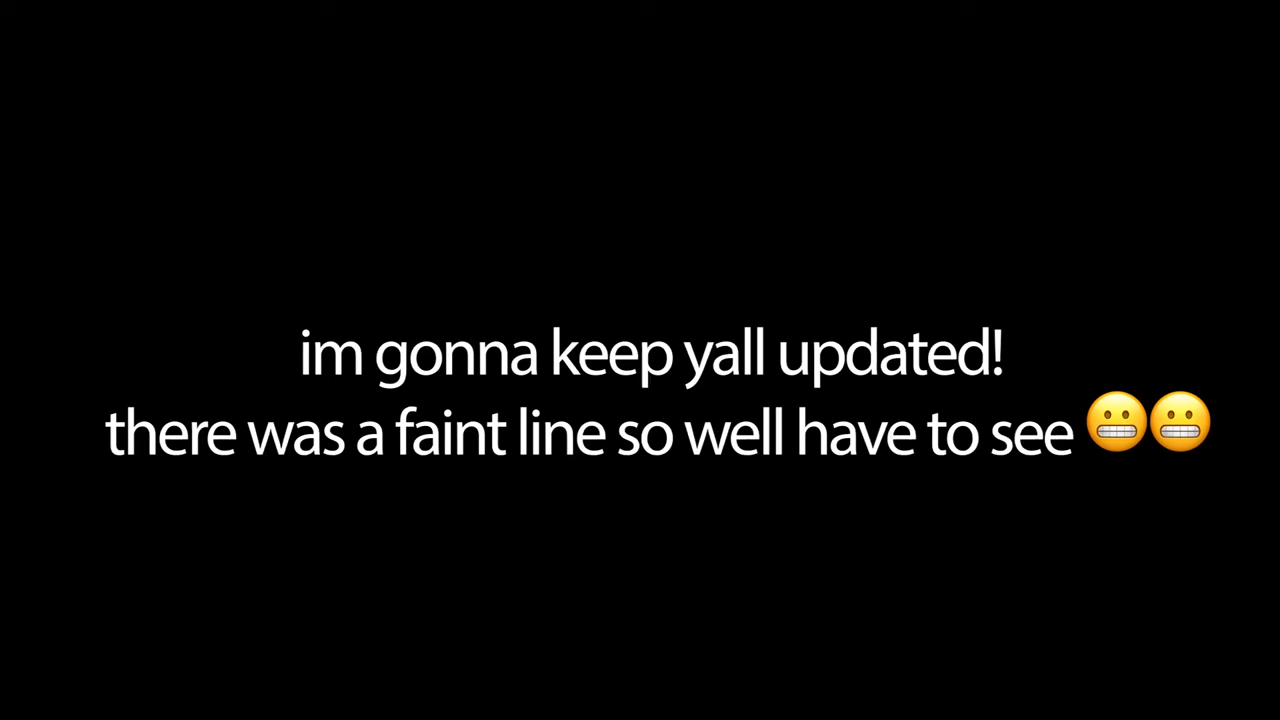 im gonna keep yall updated!
there was a faint line so well have to see 😬😬